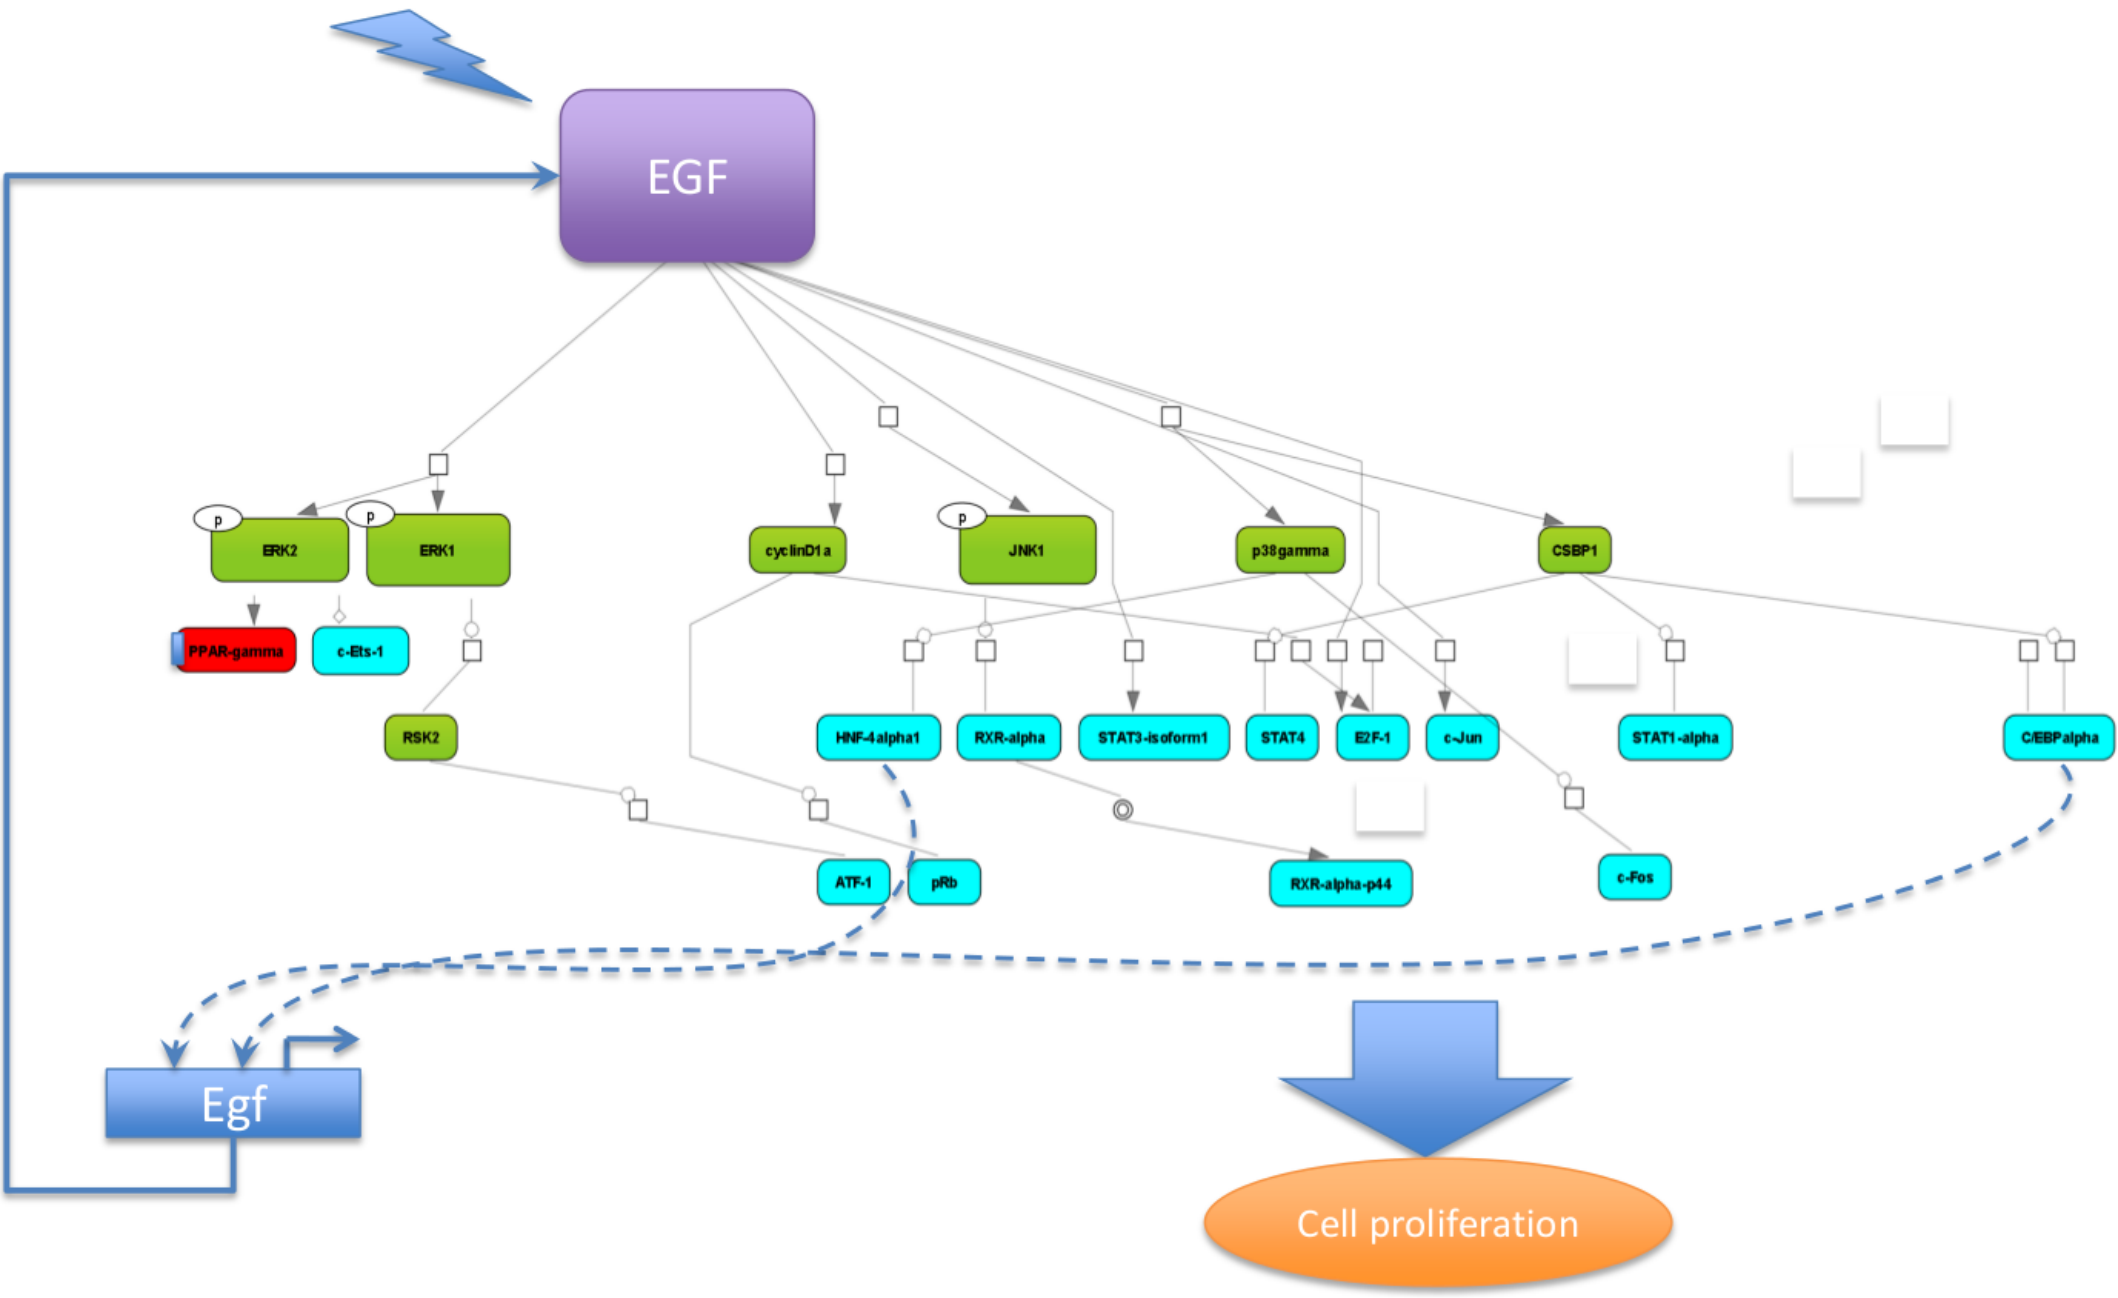 EGF
p
p
p
ERK2
ERK1
cyclinD1a
JNK1
p38gamma
CSBP1
PPAR-gamma
c-Ets-1
RSK2
HNF-4alpha1
RXR-alpha
STAT3-isoform1
STAT4
E2F-1
c-Jun
STAT1-alpha
C/EBPalpha
ATF-1
pRb
RXR-alpha-p44
c-Fos
Egf
Cell proliferation